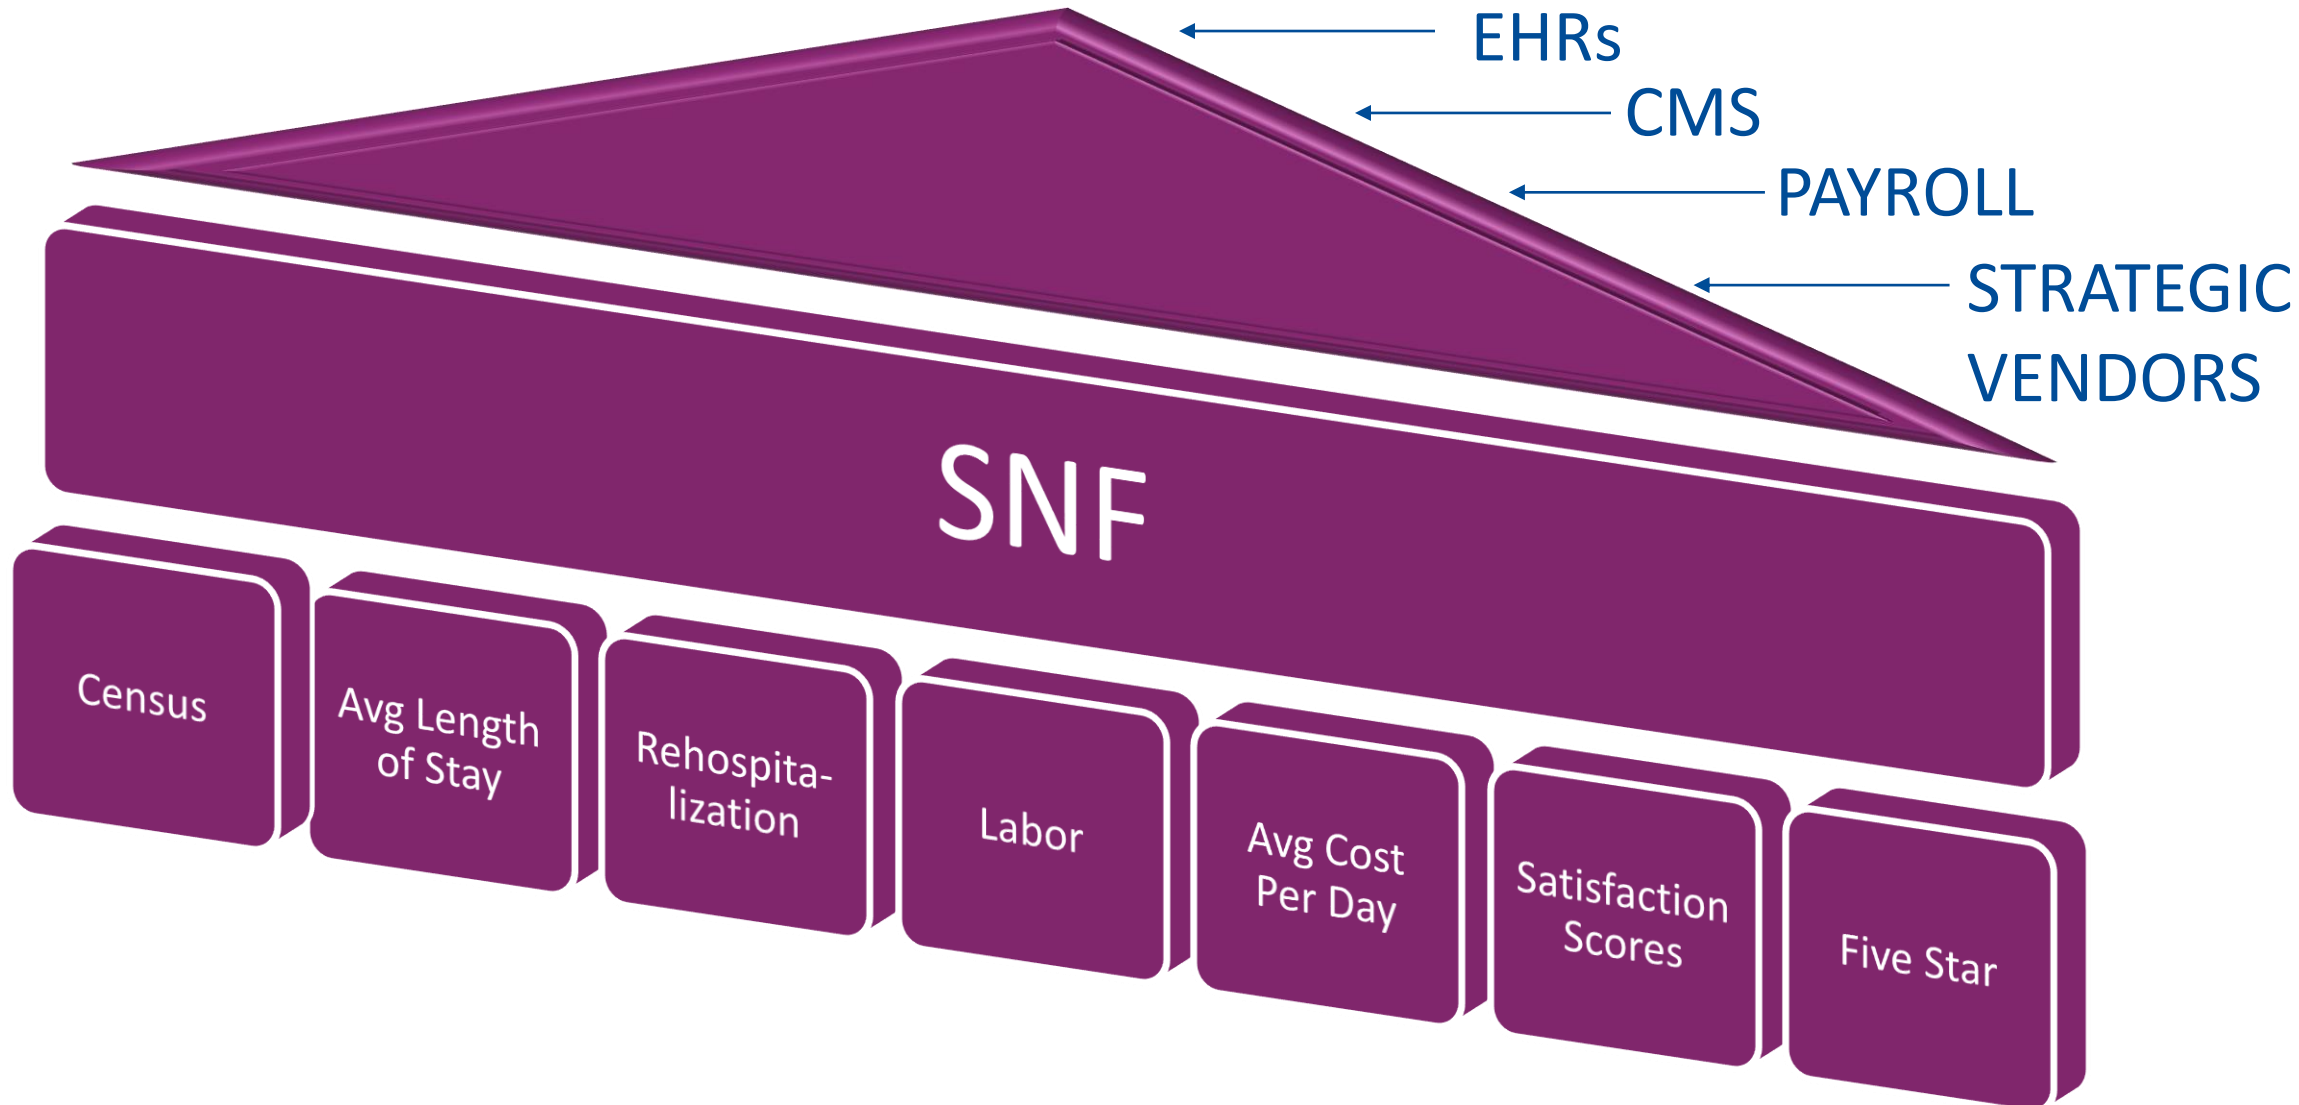 EHRs
CMS
PAYROLL
STRATEGIC
VENDORS
SNF
Census
Avg Length
of Stay
Rehospita-
lization
Labor
Avg Cost
Per Day
Satisfaction
Scores
Five Star